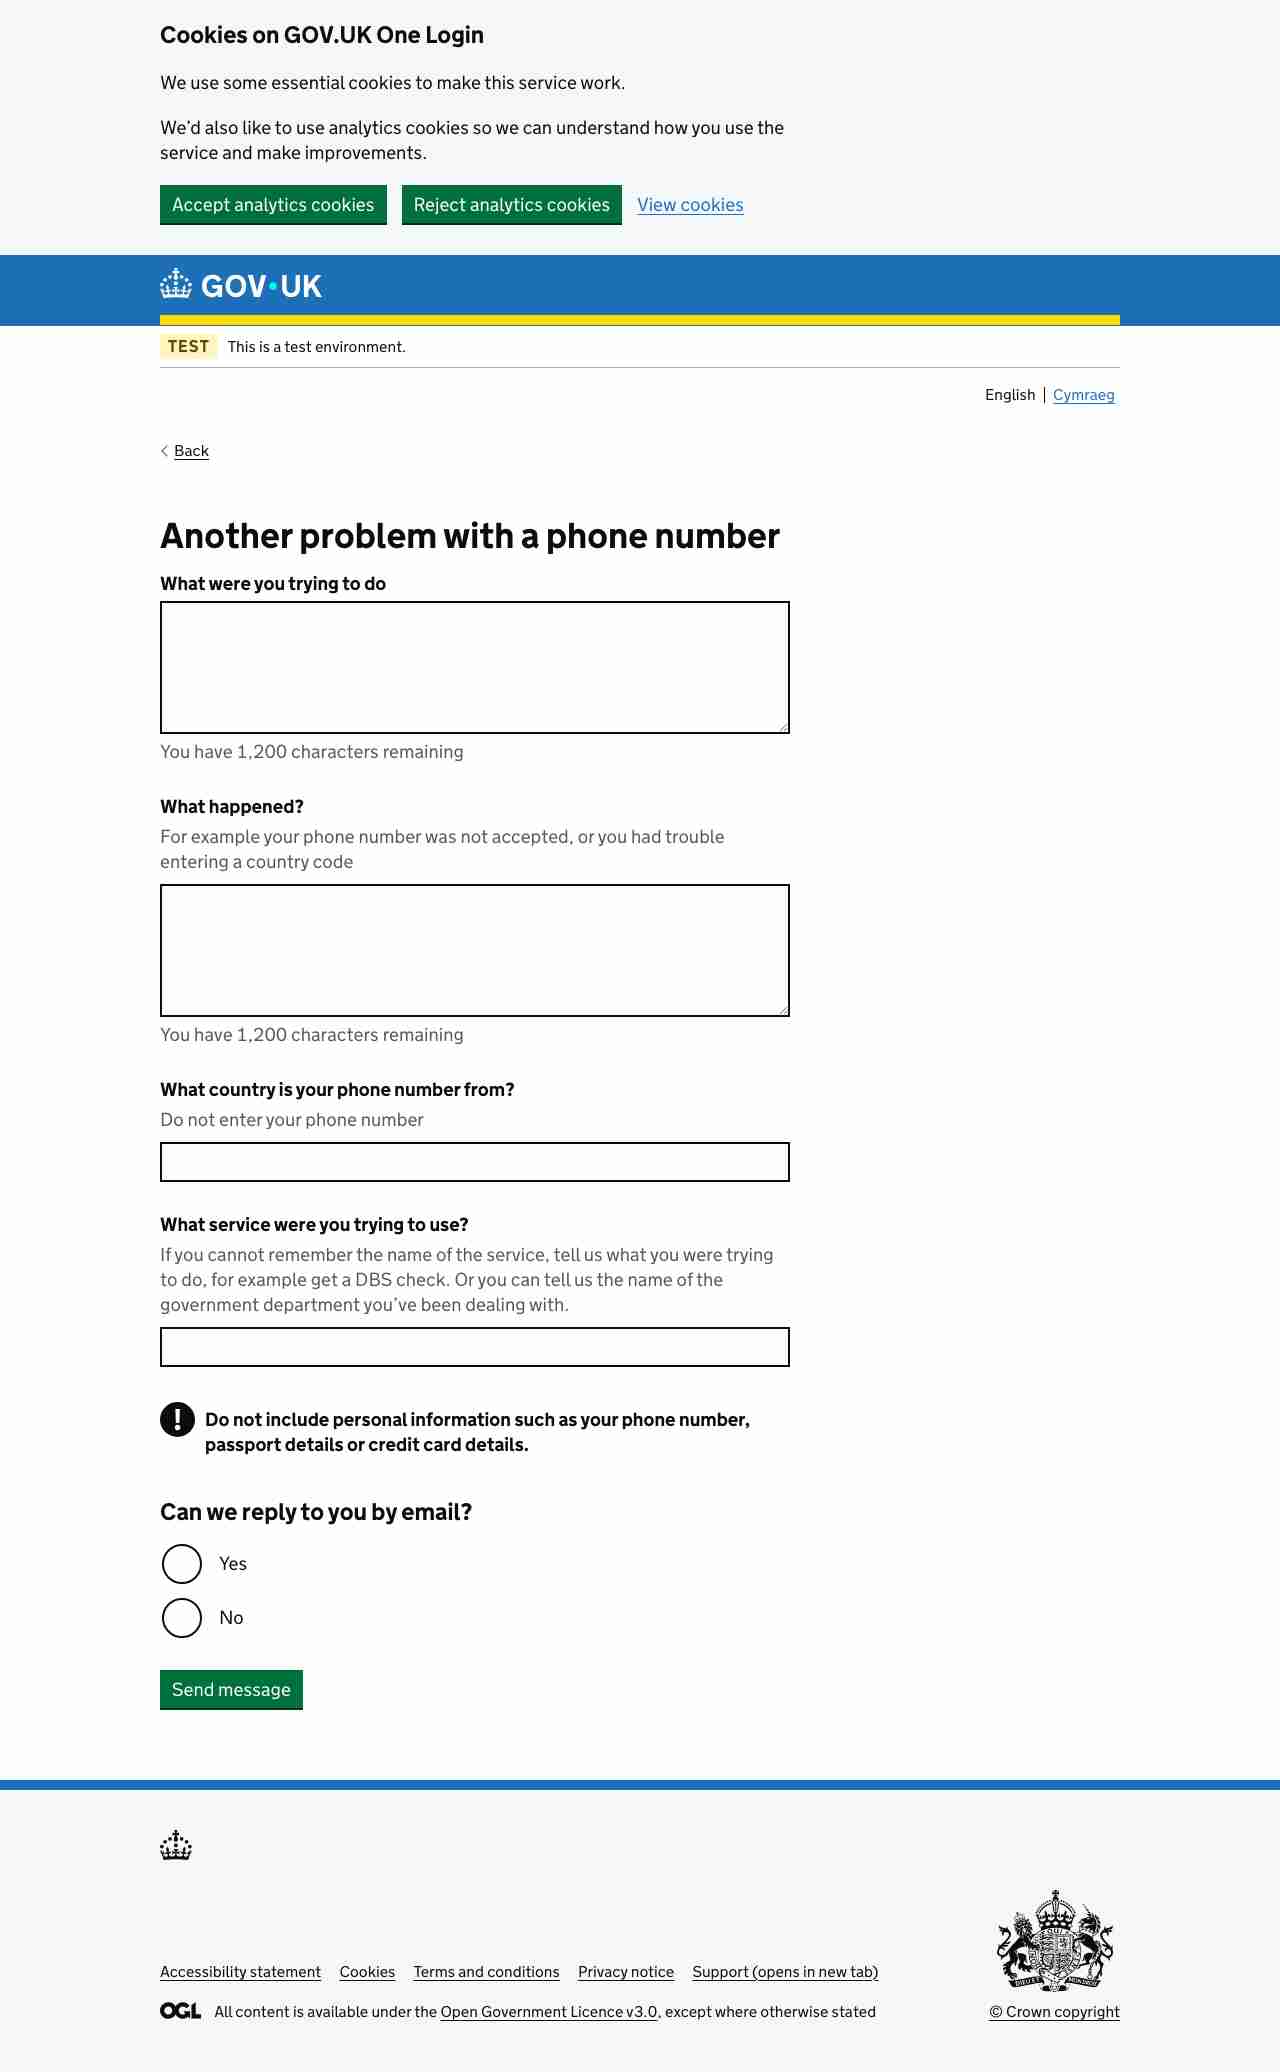 Cookies on GOV.UK One Login
We use some essential cookies to make this service work.
We’d also like to use analytics cookies so we can understand how you use the
service and make improvements.
Accept analytics cookies Reject analytics cookies View cookies
GOV·UK
TEST This is a test environment.
English Cymraeg
Back
Another problem with a phone number
What were you trying to do
You have 1,200 characters remaining
What happened?
For example your phone number was not accepted, or you had trouble
entering a country code
You have 1,200 characters remaining
What country is your phone number from?
Do not enter your phone number
What service were you trying to use?
If you cannot remember the name of the service, tell us what you were trying
to do, for example get a DBS check. Or you can tell us the name of the
government department you’ve been dealing with.
! Do not include personal information such as your phone number,
passport details or credit card details.
Can we reply to you by email?
Yes
No
Send message
Accessibility statement Cookies Terms and conditions Privacy notice Support (opens in new tab)
OGL All content is available under the Open Government Licence v3.0, except where otherwise stated
© Crown copyright